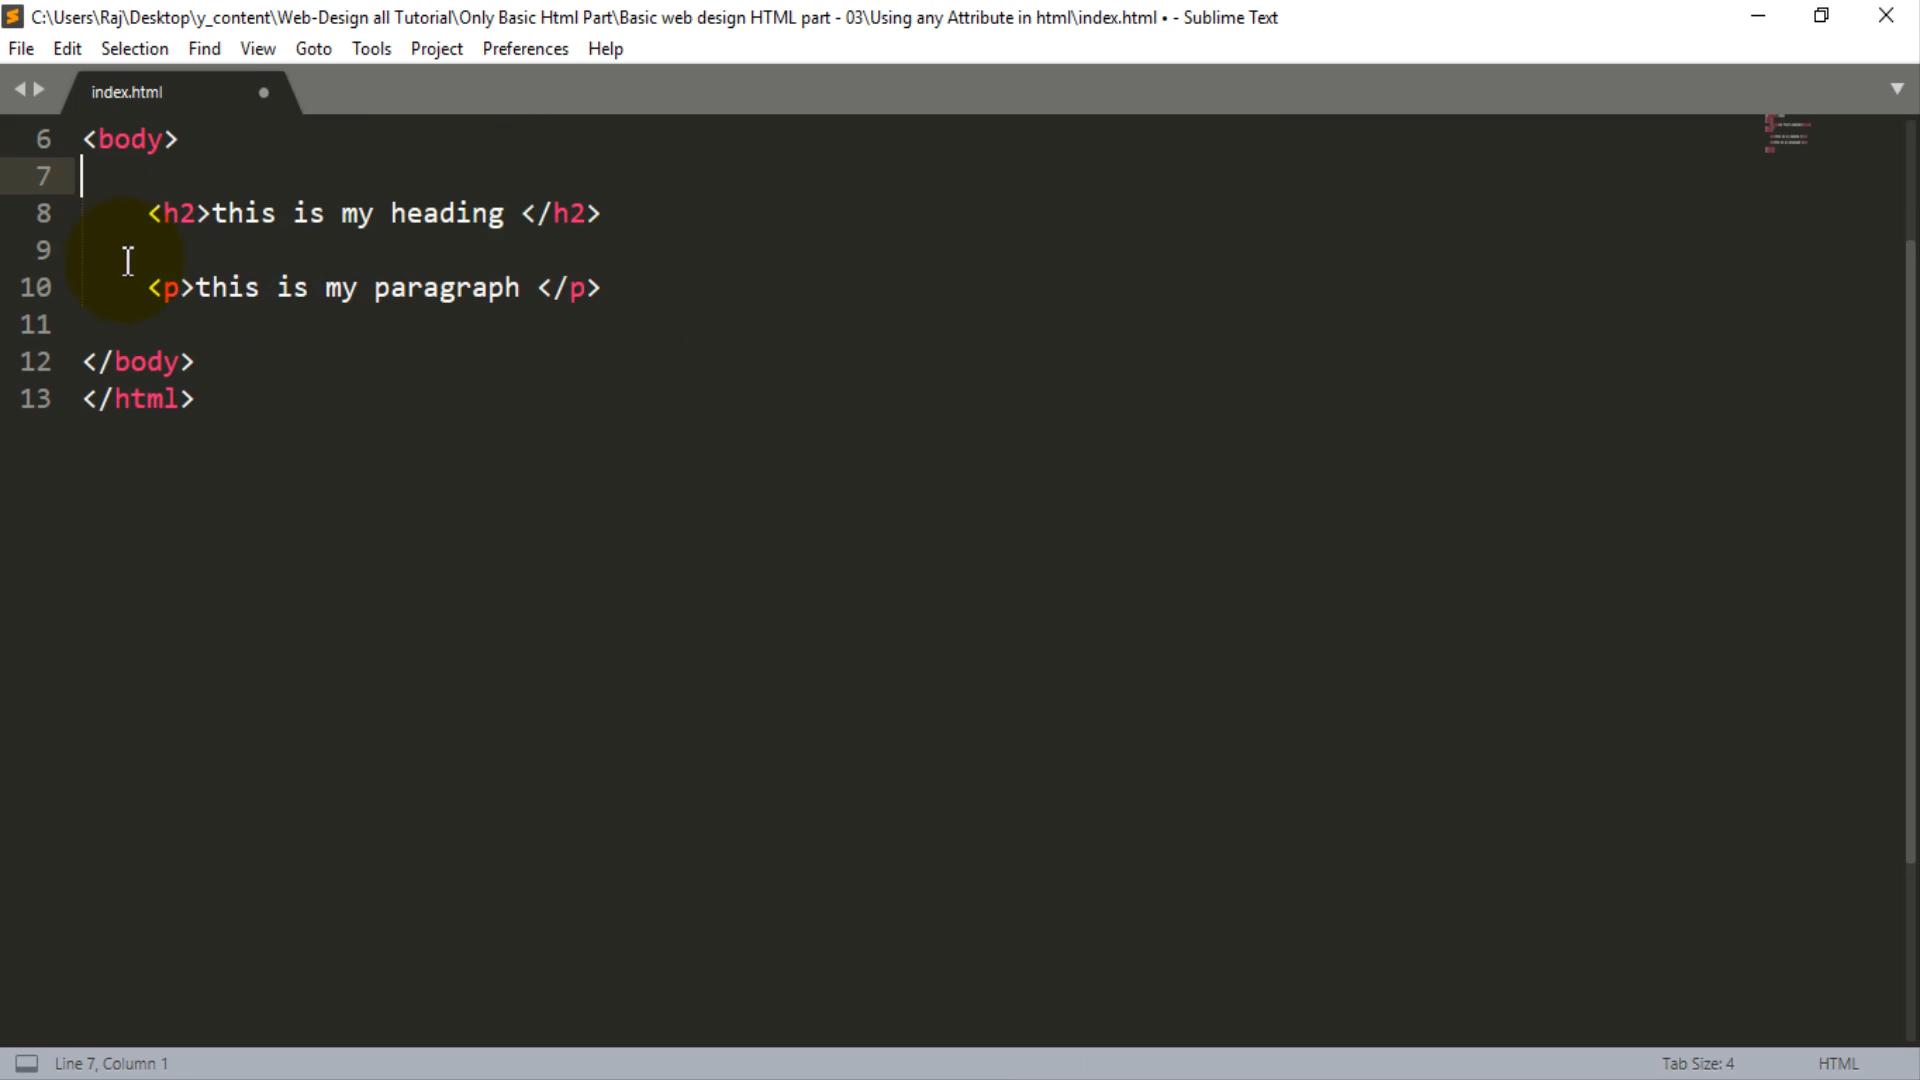 C:\Users\Raj\Desktop\y_content\Web-Design all Tutorial\Only Basic Html Part\Basic web design HTML part - 03\Using any Attribute in html\index.html • - Sublime Text
File Edit Selection Find View Goto Tools Project Preferences Help
index.html
6 <body>
7
8 <h2>this is my heading </h2>
9
10 <p>this is my paragraph </p>
11
12 </body>
13 </html>
Line 7, Column 1 Tab Size: 4 HTML